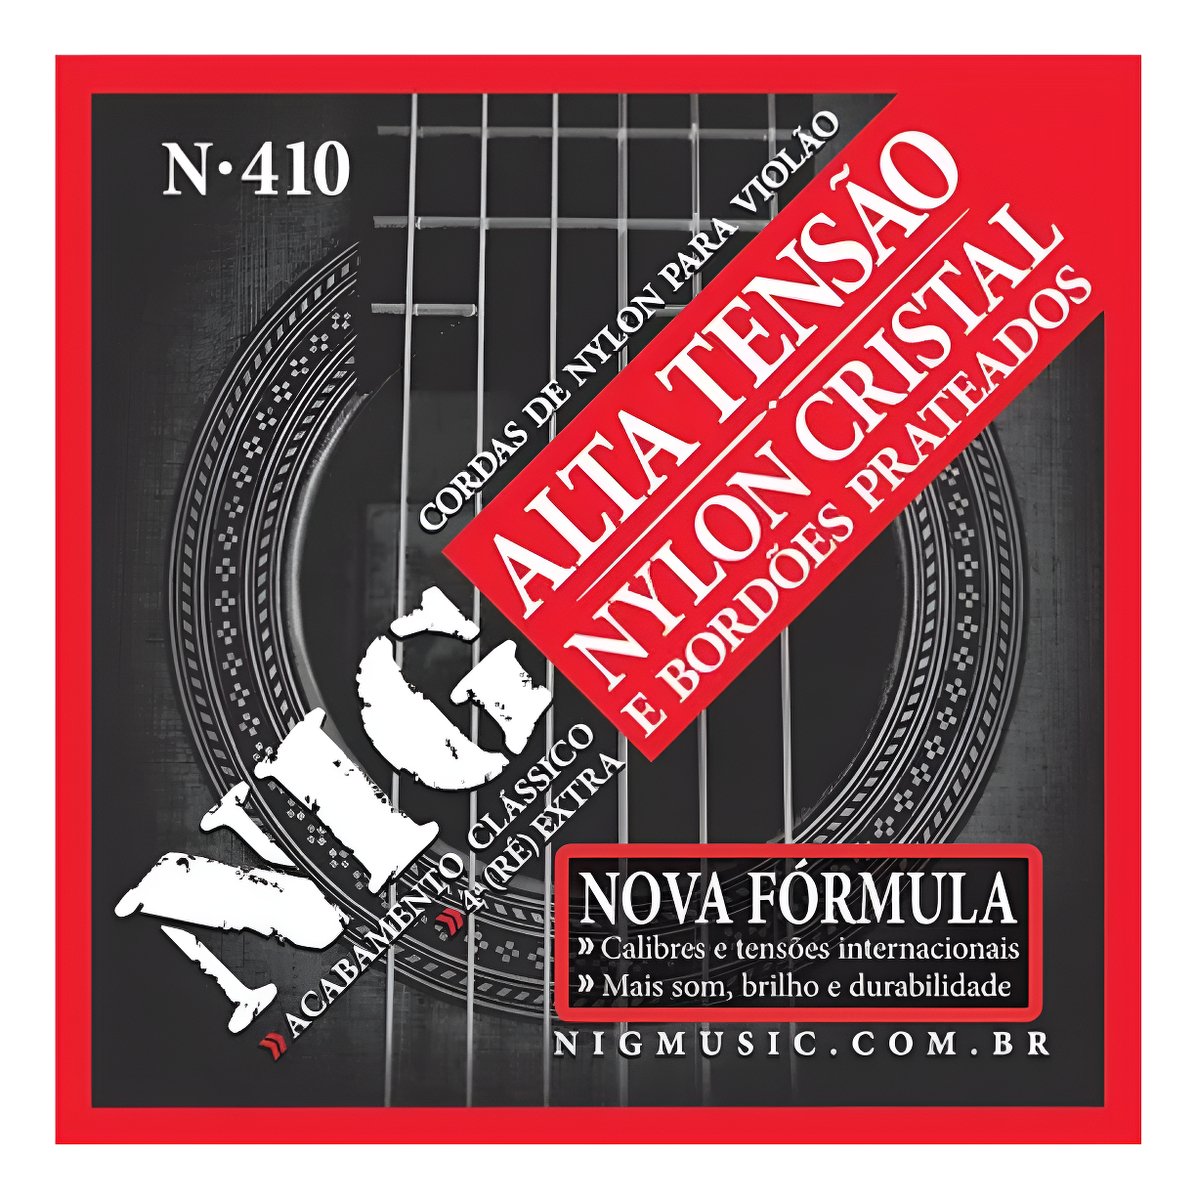 N·410
CORDAS DE NYLON PARA VIOLÃO
ALTA TENSÃO
NYLON CRISTAL
E BORDÕES PRATEADOS
NIG
ACABAMENTO CLÁSSICO
4ª (RÉ) EXTRA
NOVA FÓRMULA
» Calibres e tensões internacionais
» Mais som, brilho e durabilidade
NIGMUSIC.COM.BR